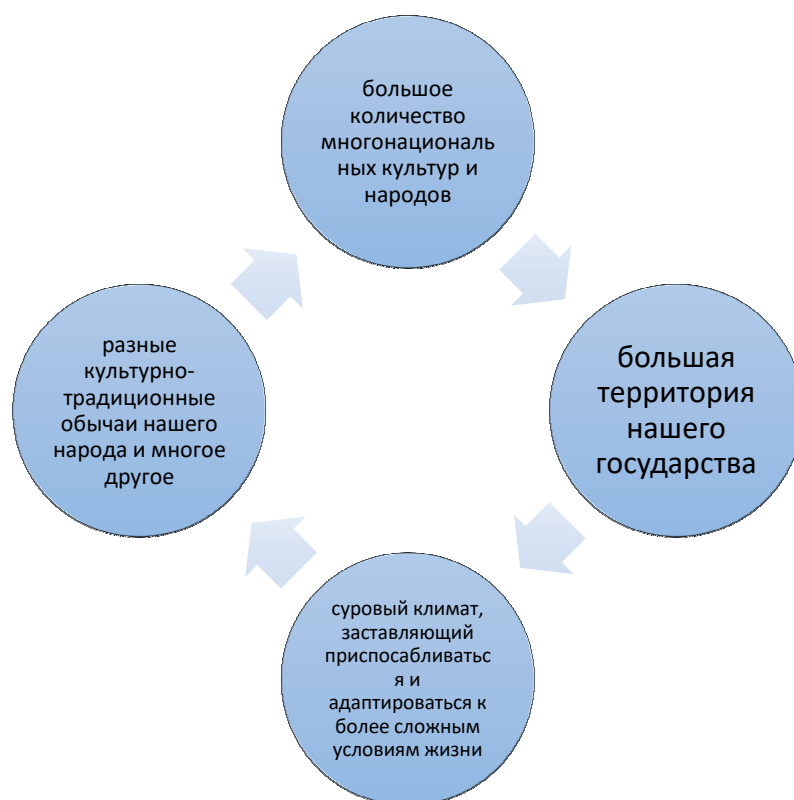 большое
количество
многонациональ
ных культур и
народов
большая
территория
нашего
государства
суровый климат,
заставляющий
приспосабливатьс
я и
адаптироваться к
более сложным
условиям жизни
разные
культурно-
традиционные
обычаи нашего
народа и многое
другое